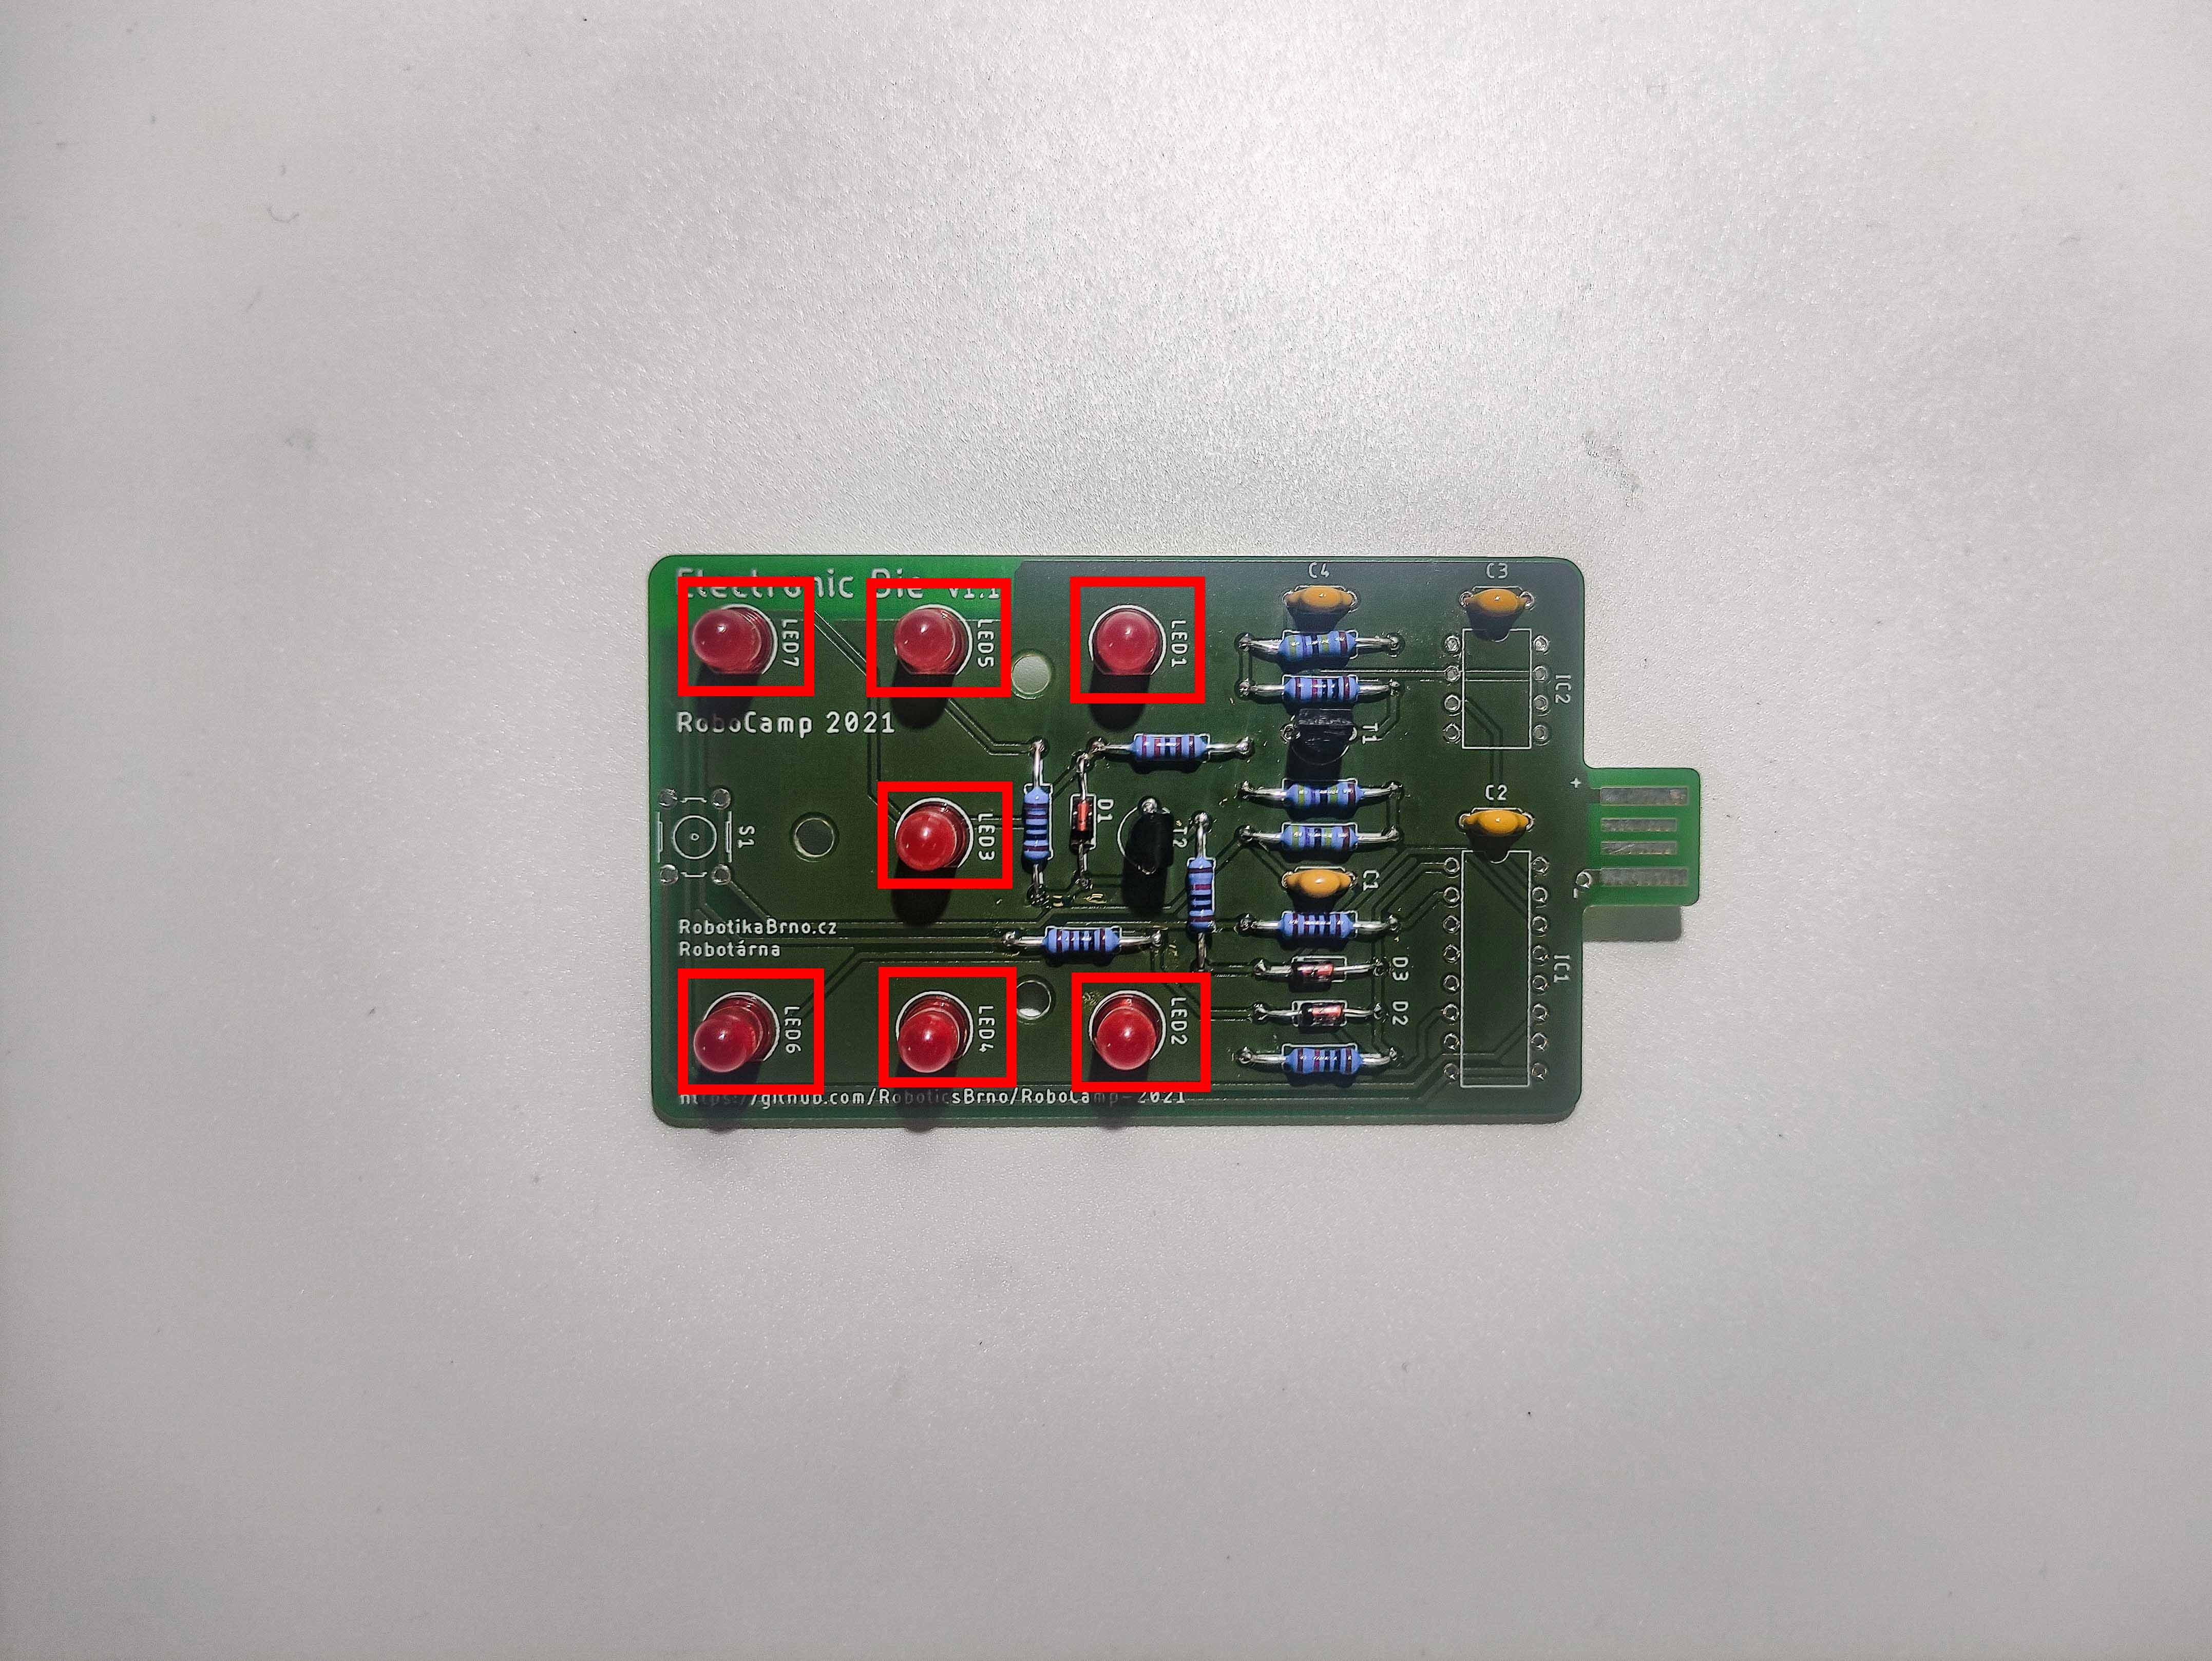 Electronic Die v1.1
LED7
LED5
LED1
C4
C3
IC2
RoboCamp 2021
T1
S1
LED3
D1
T2
C2
+
-
C1
RobotikaBrno.cz
Robotárna
D3
D2
IC1
LED6
LED4
LED2
https://github.com/RoboticsBrno/RoboCamp-2021